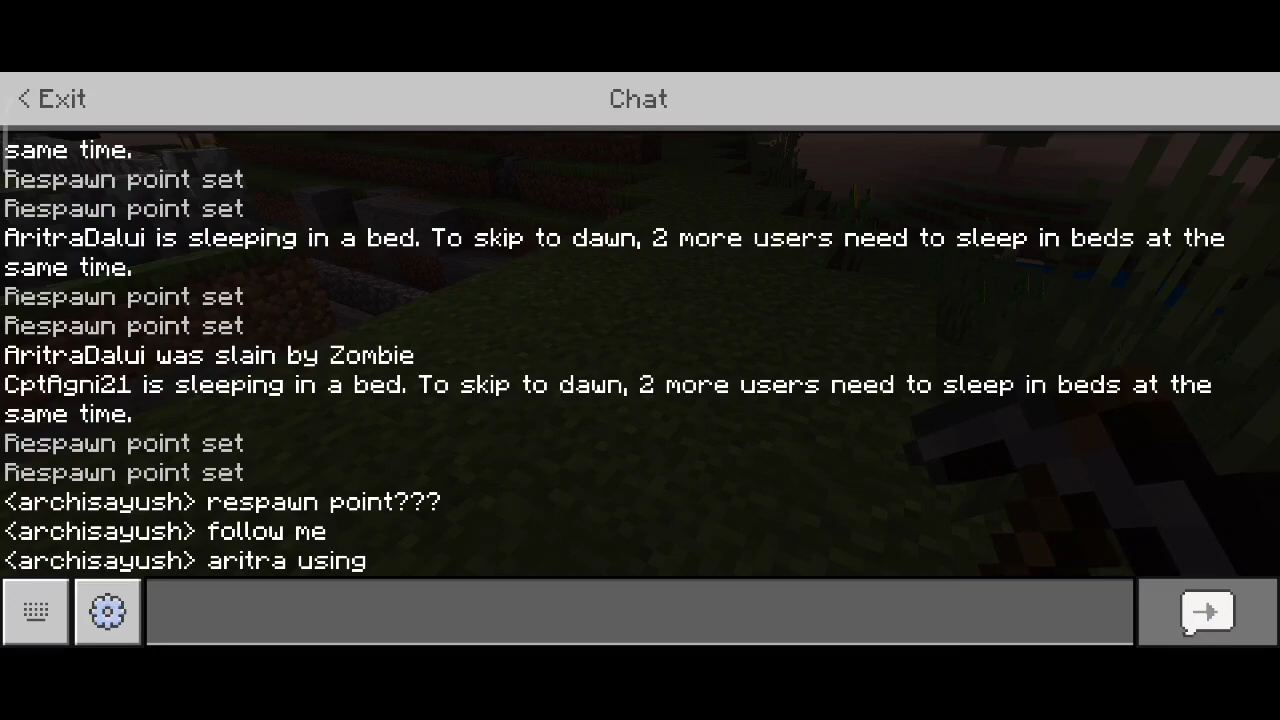 < Exit
Chat
same time.
Respawn point set
Respawn point set
AritraDalui is sleeping in a bed. To skip to dawn, 2 more users need to sleep in beds at the
same time.
Respawn point set
Respawn point set
AritraDalui was slain by Zombie
CptAgni21 is sleeping in a bed. To skip to dawn, 2 more users need to sleep in beds at the
same time.
Respawn point set
Respawn point set
<archisayush> respawn point???
<archisayush> follow me
<archisayush> aritra using